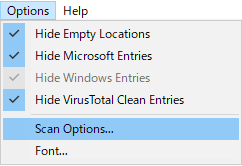 Options Help
Hide Empty Locations
Hide Microsoft Entries
Hide Windows Entries
Hide VirusTotal Clean Entries
Scan Options...
Font...